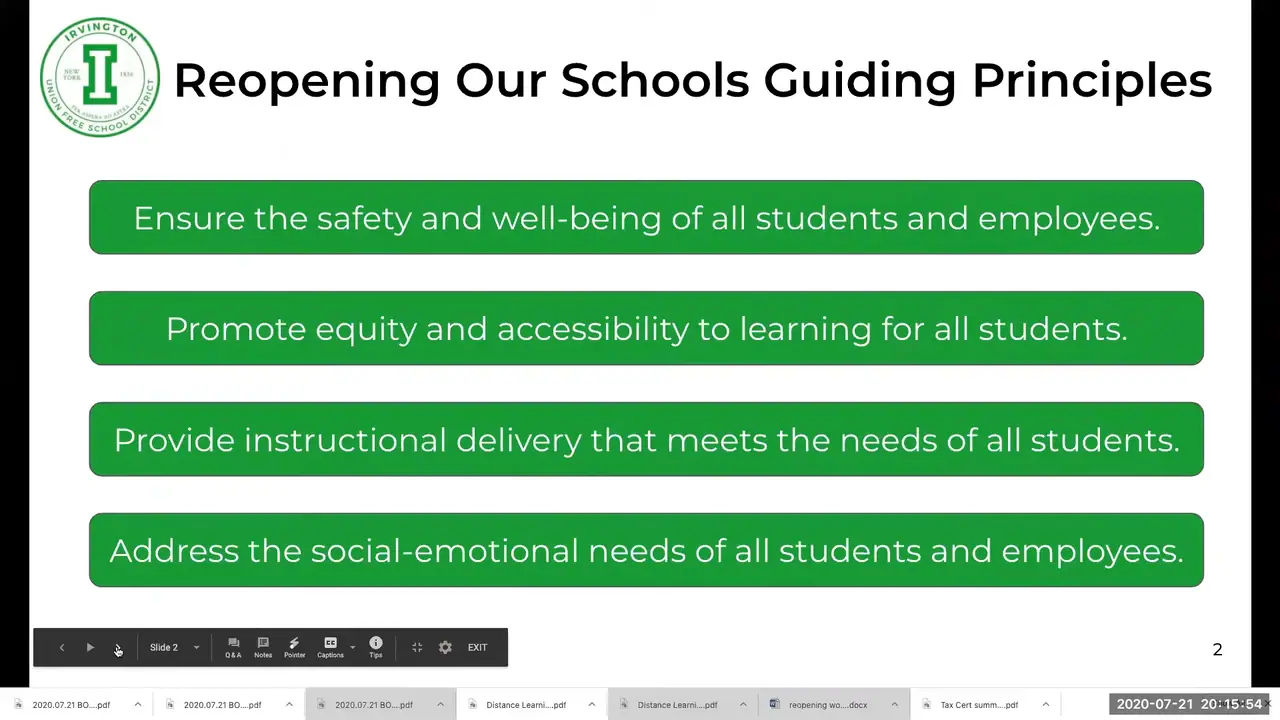 IRVINGTON
NEW YORK 1856
UNION FREE SCHOOL DISTRICT
Reopening Our Schools Guiding Principles
Ensure the safety and well-being of all students and employees.
Promote equity and accessibility to learning for all students.
Provide instructional delivery that meets the needs of all students.
Address the social-emotional needs of all students and employees.
Slide 2
Q & A
Notes
Pointer
CC
Captions
Tips
EXIT
2
2020.07.21 BO....pdf
2020.07.21 BO....pdf
2020.07.21 BO....pdf
Distance Learni....pdf
Distance Learni....pdf
reopening wo....docx
Tax Cert summ....pdf
2020-07-21 20:15:54